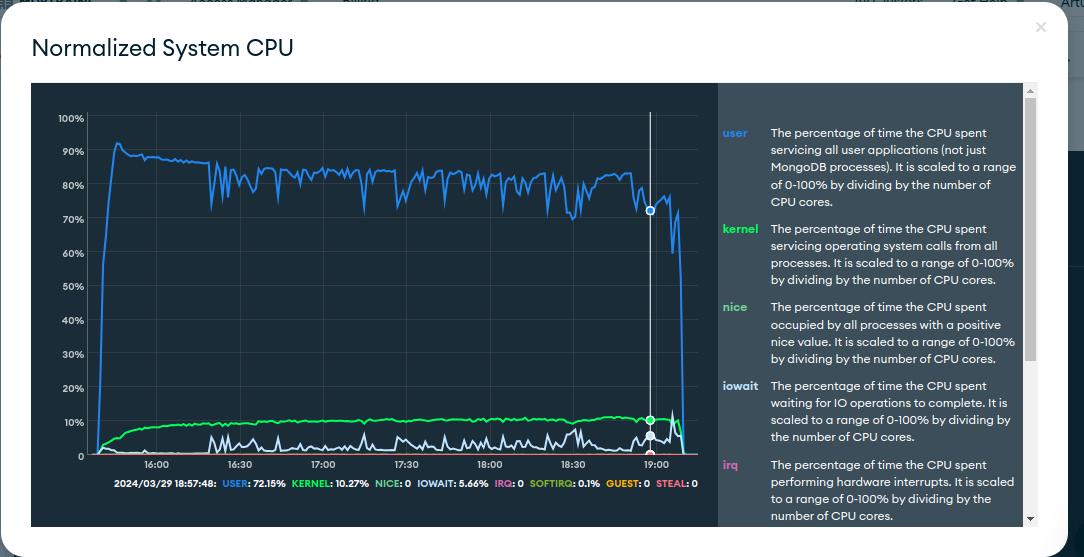 Normalized System CPU
×
100%
90%
80%
70%
60%
50%
40%
30%
20%
10%
0
16:00 16:30 17:00 17:30 18:00 18:30 19:00
2024/03/29 18:57:48: USER: 72.15% KERNEL: 10.27% NICE: 0 IOWAIT: 5.66% IRQ: 0 SOFTIRQ: 0.1% GUEST: 0 STEAL: 0
user The percentage of time the CPU spent
servicing all user applications (not just
MongoDB processes). It is scaled to a range
of 0-100% by dividing by the number of
CPU cores.
kernel The percentage of time the CPU spent
servicing operating system calls from all
processes. It is scaled to a range of 0-100%
by dividing by the number of CPU cores.
nice The percentage of time the CPU spent
occupied by all processes with a positive
nice value. It is scaled to a range of 0-100%
by dividing by the number of CPU cores.
iowait The percentage of time the CPU spent
waiting for IO operations to complete. It is
scaled to a range of 0-100% by dividing by
the number of CPU cores.
irq The percentage of time the CPU spent
performing hardware interrupts. It is scaled
to a range of 0-100% by dividing by the
number of CPU cores.